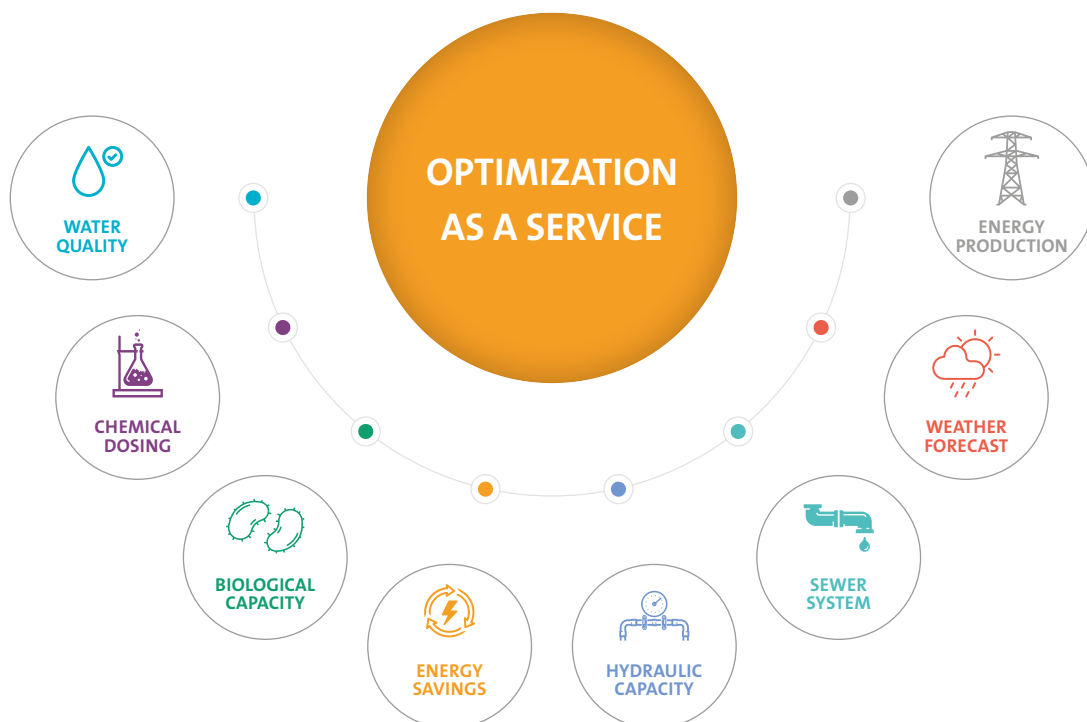 OPTIMIZATION
AS A SERVICE
WATER
QUALITY
CHEMICAL
DOSING
BIOLOGICAL
CAPACITY
ENERGY
SAVINGS
HYDRAULIC
CAPACITY
SEWER
SYSTEM
WEATHER
FORECAST
ENERGY
PRODUCTION